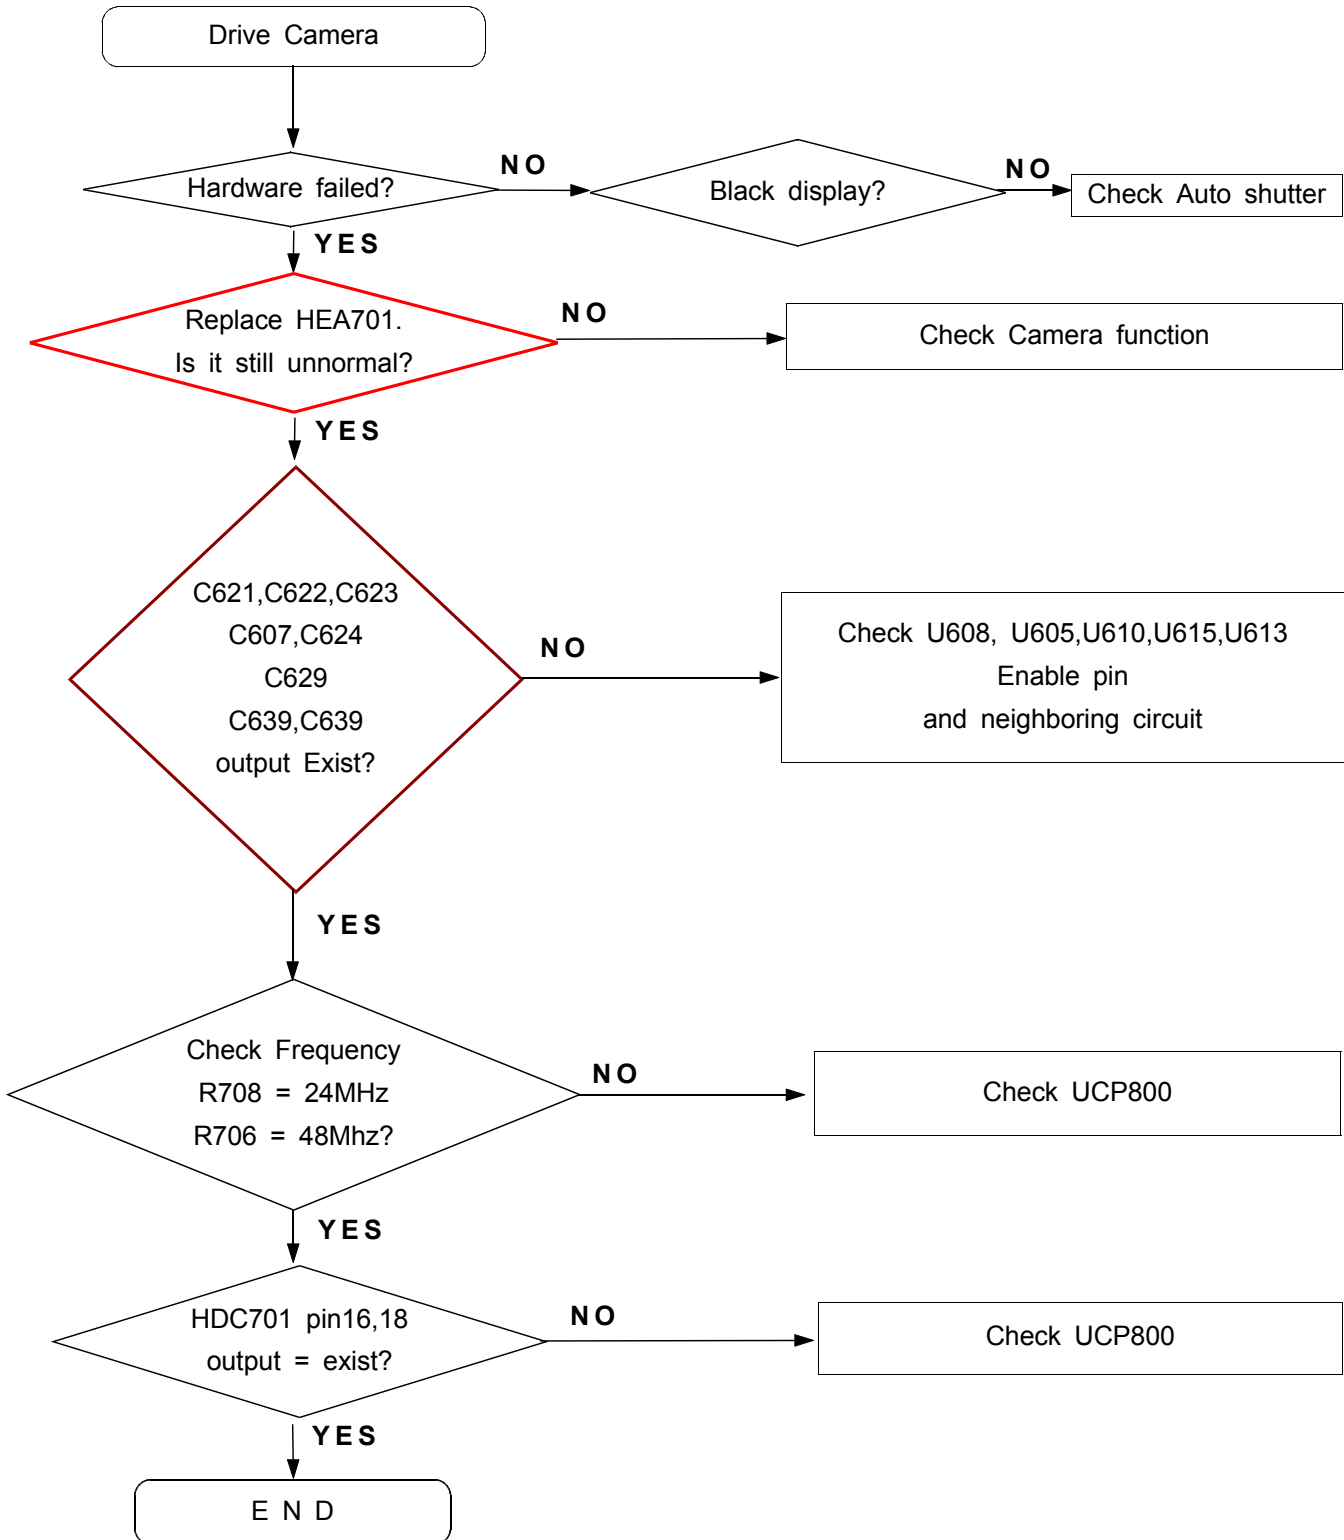 Drive Camera
Hardware failed?
NO
Black display?
NO
Check Auto shutter
YES
Replace HEA701.
Is it still unnormal?
NO
Check Camera function
YES
C621,C622,C623
C607,C624
C629
C639,C639
output Exist?
NO
Check U608, U605,U610,U615,U613
Enable pin
and neighboring circuit
YES
Check Frequency
R708 = 24MHz
R706 = 48Mhz?
NO
Check UCP800
YES
HDC701 pin16,18
output = exist?
NO
Check UCP800
YES
E N D